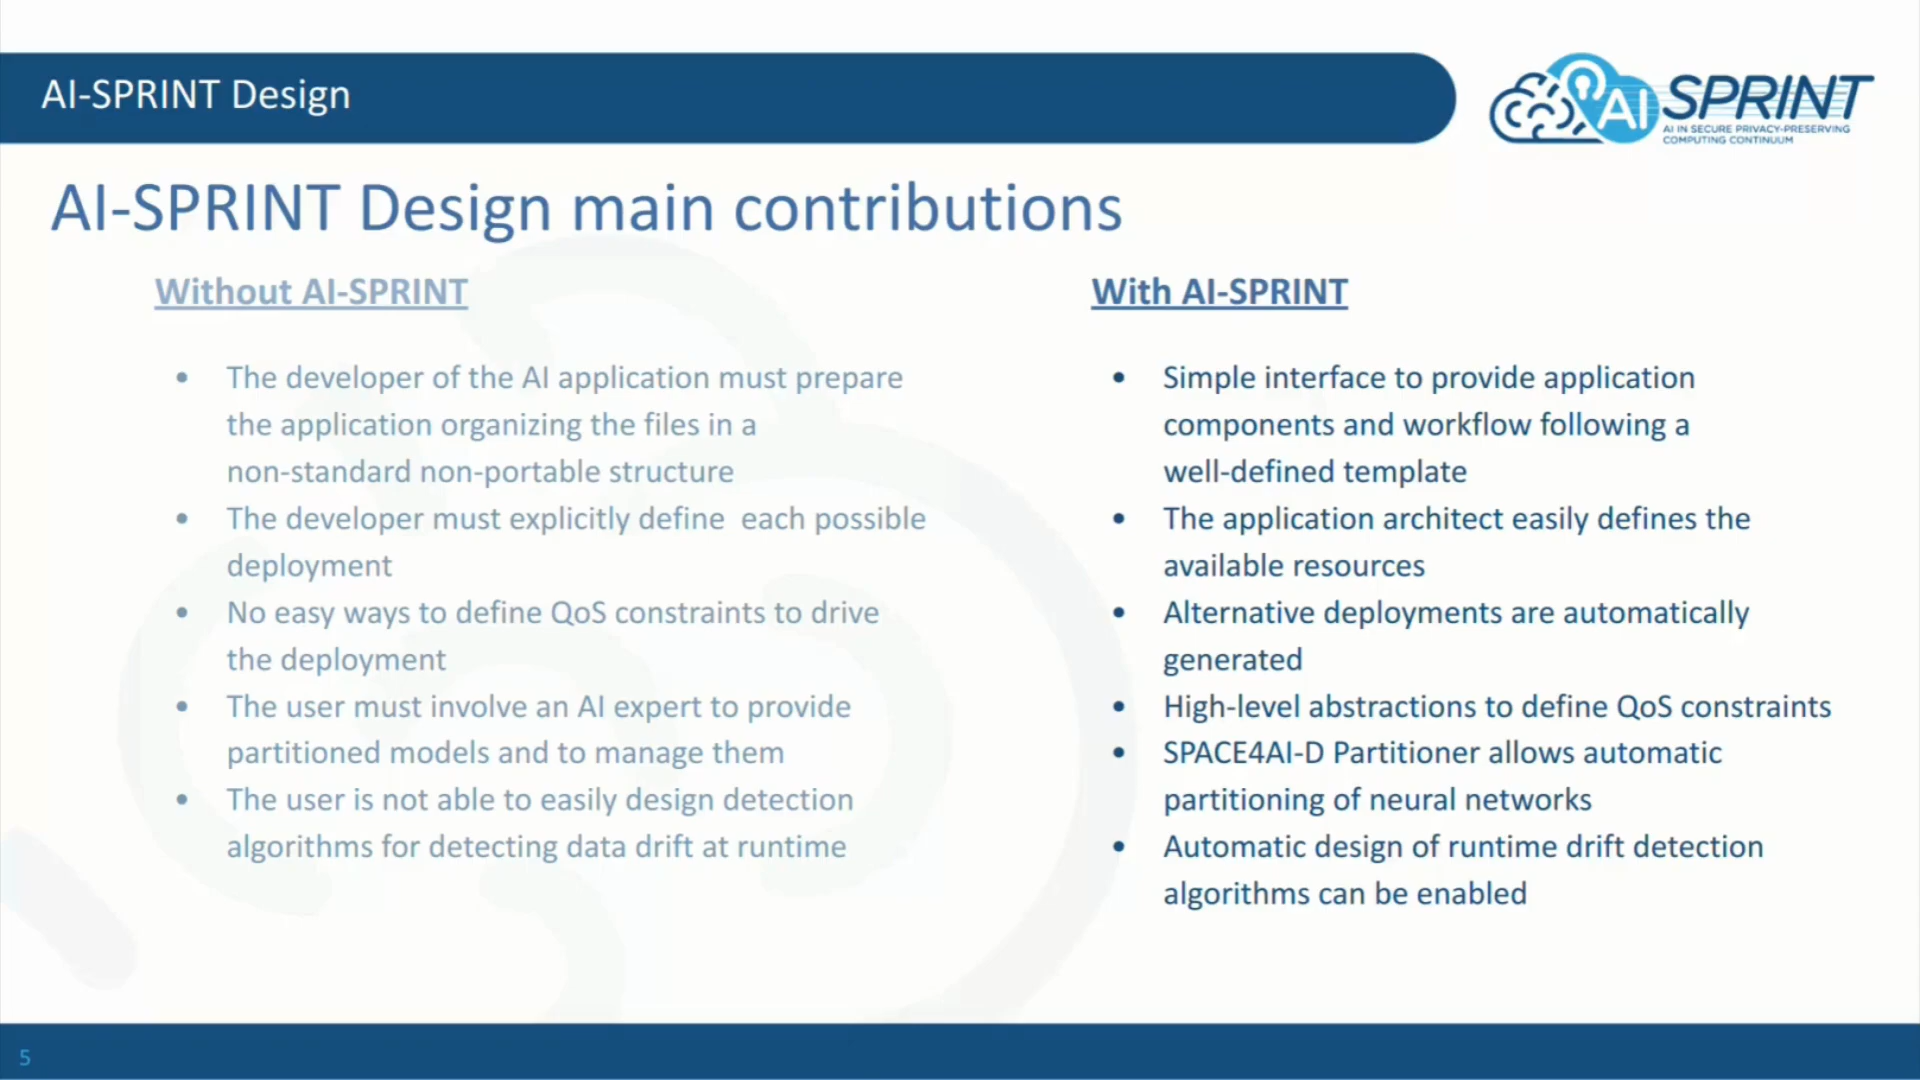 AI-SPRINT Design
AI SPRINT
AI IN SECURE PRIVACY-PRESERVING
COMPUTING CONTINUUM
AI-SPRINT Design main contributions
Without AI-SPRINT
• The developer of the AI application must prepare
the application organizing the files in a
non-standard non-portable structure
• The developer must explicitly define  each possible
deployment
• No easy ways to define QoS constraints to drive
the deployment
• The user must involve an AI expert to provide
partitioned models and to manage them
• The user is not able to easily design detection
algorithms for detecting data drift at runtime
With AI-SPRINT
• Simple interface to provide application
components and workflow following a
well-defined template
• The application architect easily defines the
available resources
• Alternative deployments are automatically
generated
• High-level abstractions to define QoS constraints
• SPACE4AI-D Partitioner allows automatic
partitioning of neural networks
• Automatic design of runtime drift detection
algorithms can be enabled
5